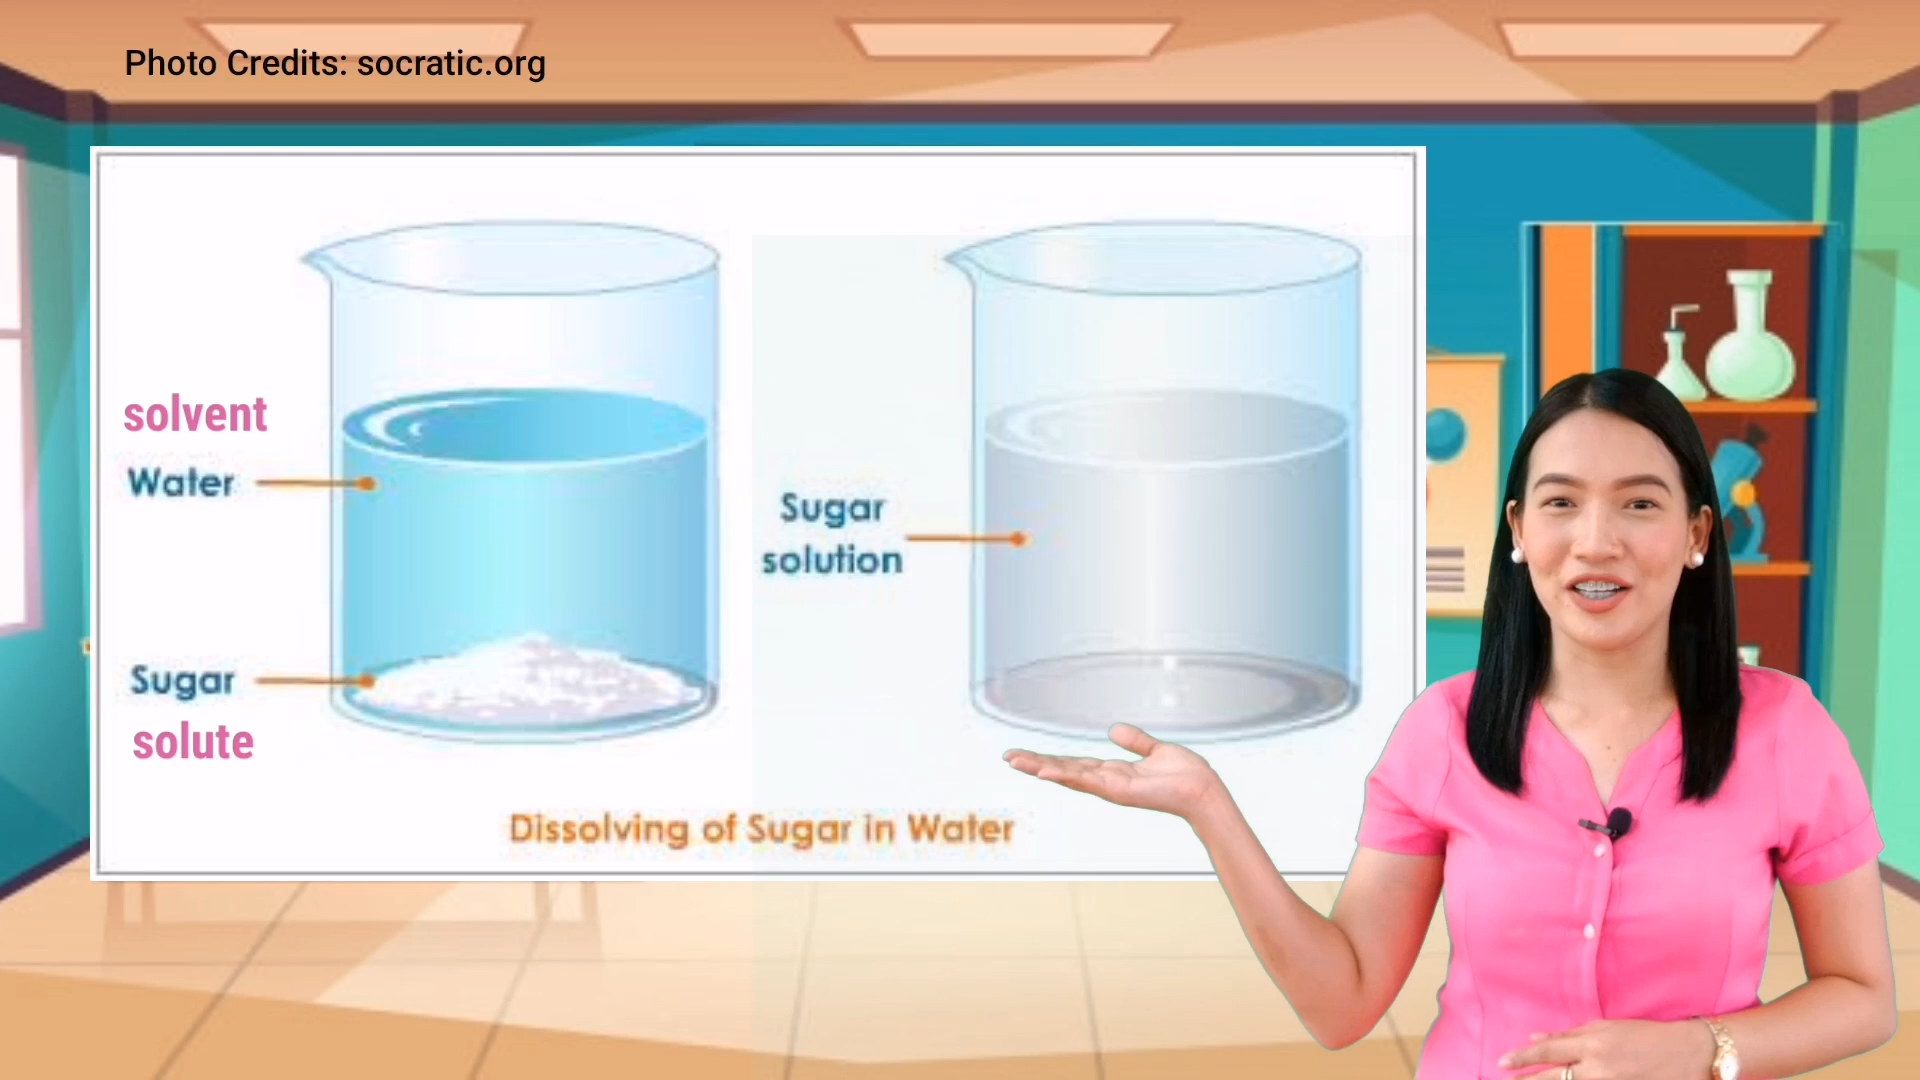 Photo Credits: socratic.org
solvent
Water
Sugar
solute
Sugar
solution
Dissolving of Sugar in Water